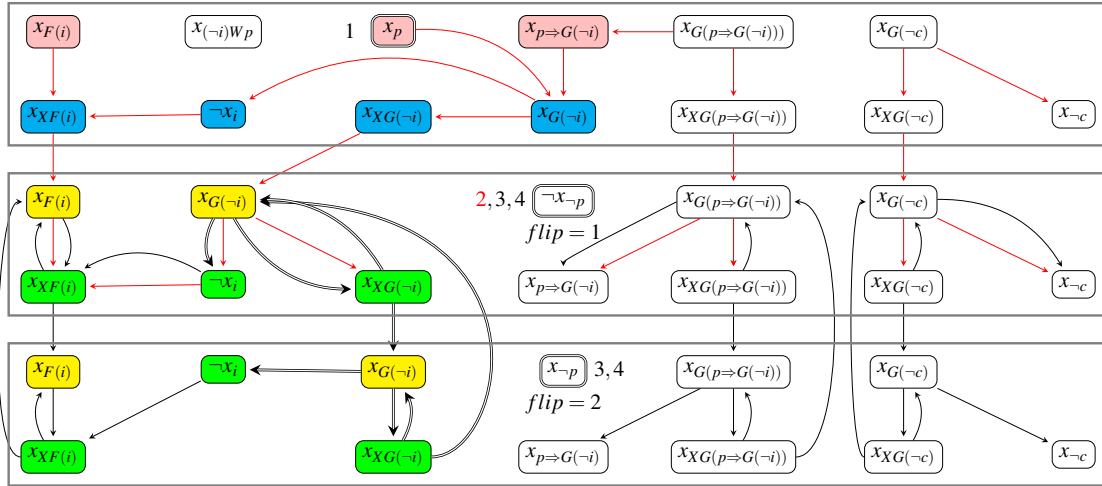 x_{F(i)} x_{(¬i)Wp} 1 x_p x_{p⇒G(¬i)} x_{G(p⇒G(¬i)))} x_{G(¬c)}
x_{XF(i)} ¬x_i x_{XG(¬i)} x_{G(¬i)} x_{XG(p⇒G(¬i))} x_{XG(¬c)} x_{¬c}
x_{F(i)} x_{G(¬i)} 2,3,4 ¬x_{¬p} x_{G(p⇒G(¬i))} x_{G(¬c)}
flip = 1
x_{XF(i)} ¬x_i x_{XG(¬i)} x_{p⇒G(¬i)} x_{XG(p⇒G(¬i))} x_{XG(¬c)} x_{¬c}
x_{F(i)} ¬x_i x_{G(¬i)} x_{¬p} 3,4 x_{G(p⇒G(¬i))} x_{G(¬c)}
flip = 2
x_{XF(i)} x_{XG(¬i)} x_{p⇒G(¬i)} x_{XG(p⇒G(¬i))} x_{XG(¬c)} x_{¬c}